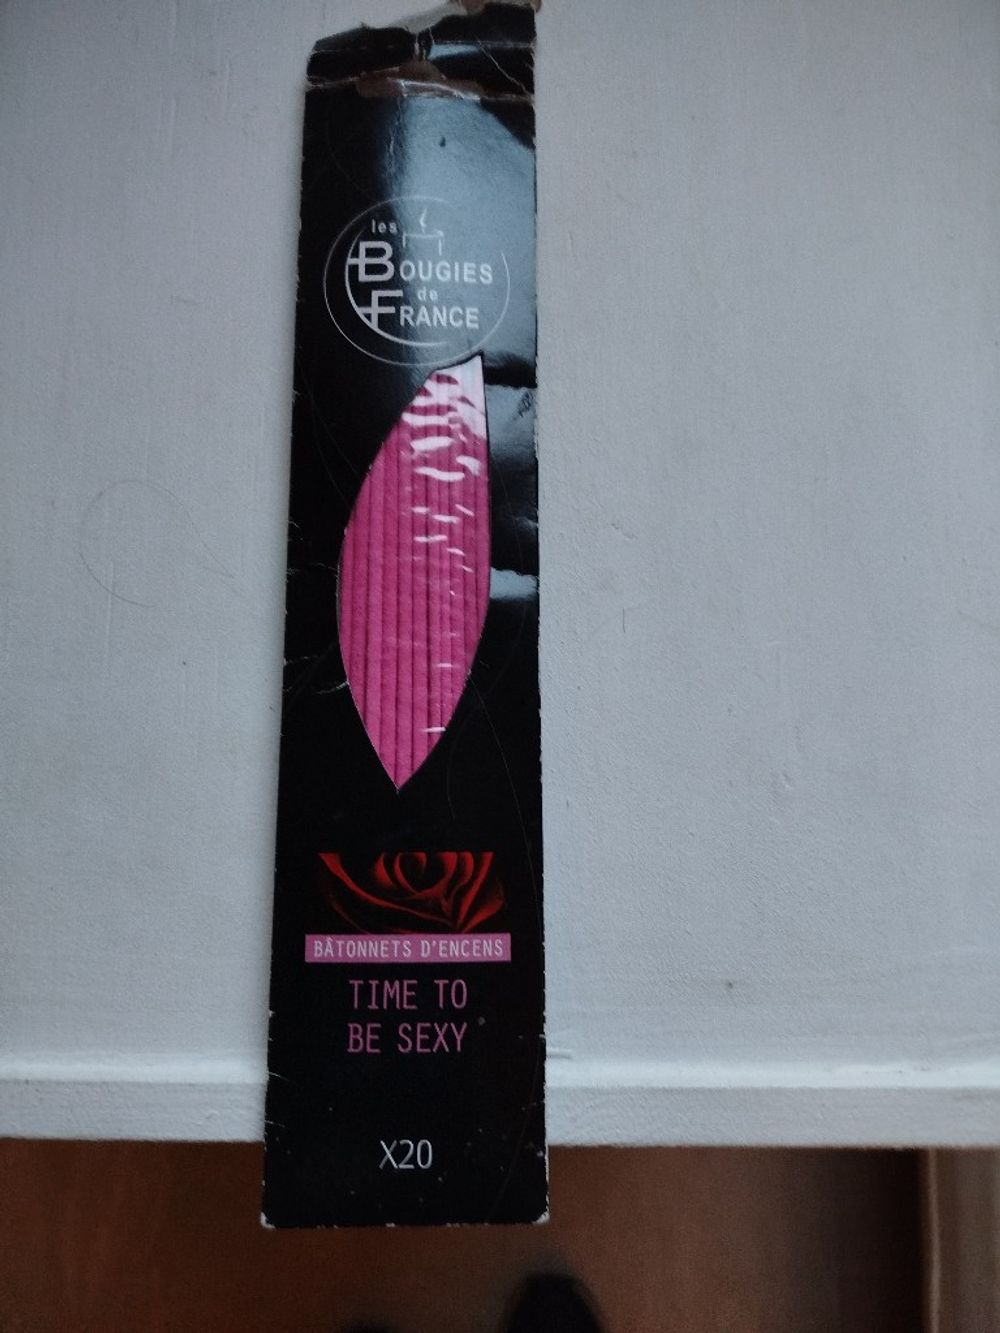 les
BOUGIES
de
FRANCE
BÂTONNETS D'ENCENS
TIME TO
BE SEXY
X20